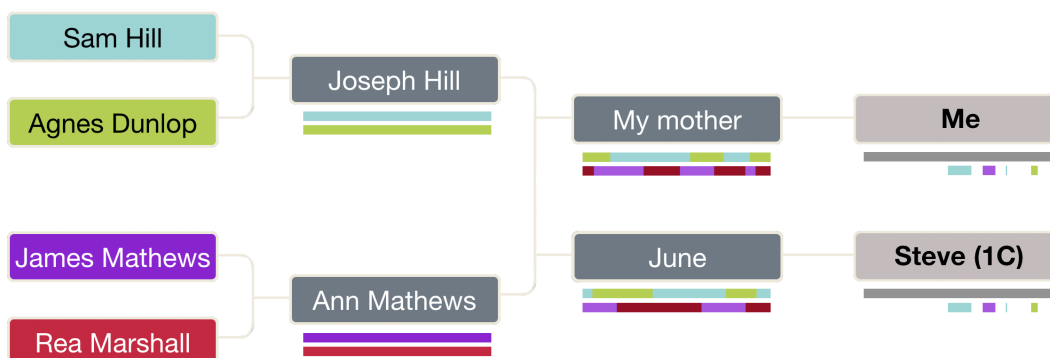 Sam Hill
Agnes Dunlop
James Mathews
Rea Marshall
Joseph Hill
Ann Mathews
My mother
June
Me
Steve (1C)